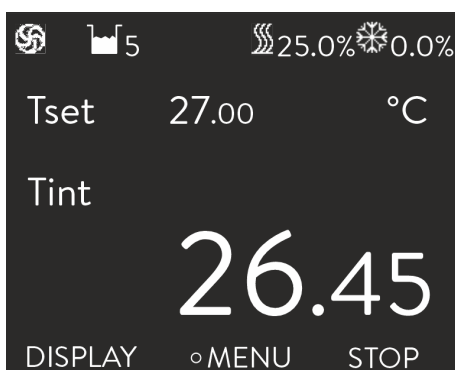 5 25.0% 0.0%
Tset 27.00 °C
Tint
26.45
DISPLAY ○MENU STOP